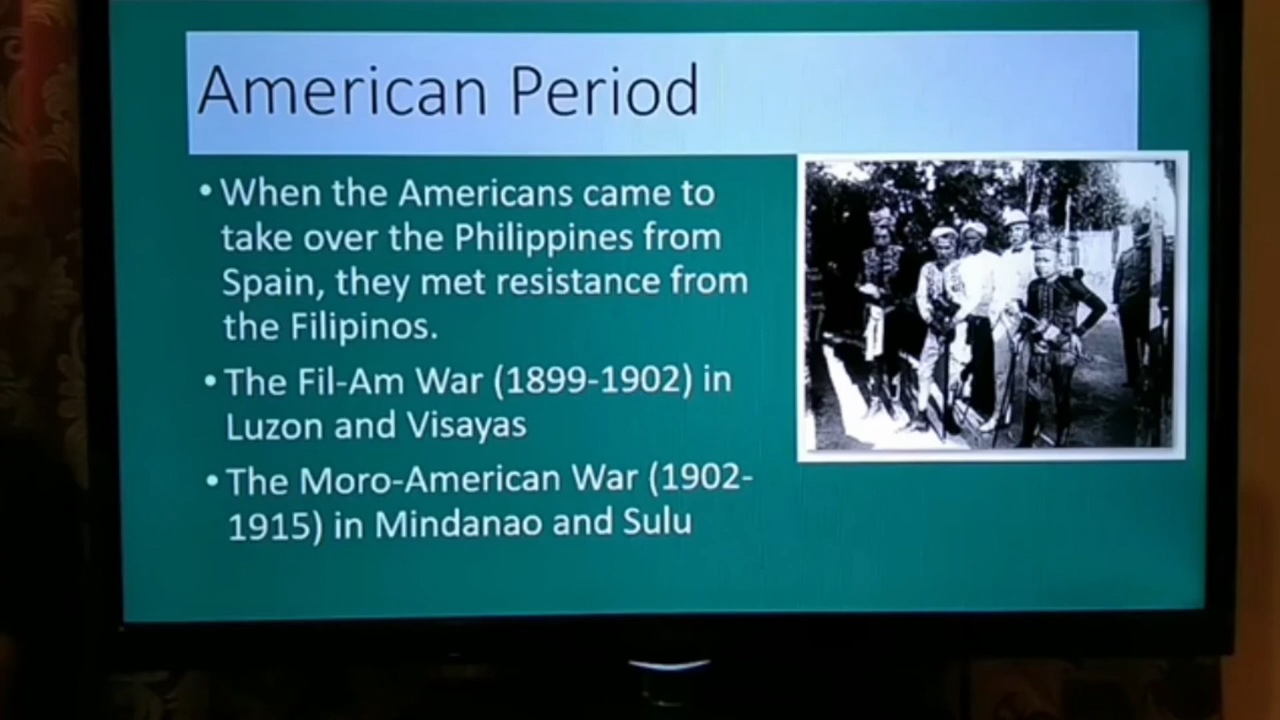 American Period
• When the Americans came to
take over the Philippines from
Spain, they met resistance from
the Filipinos.
• The Fil-Am War (1899-1902) in
Luzon and Visayas
• The Moro-American War (1902-
1915) in Mindanao and Sulu